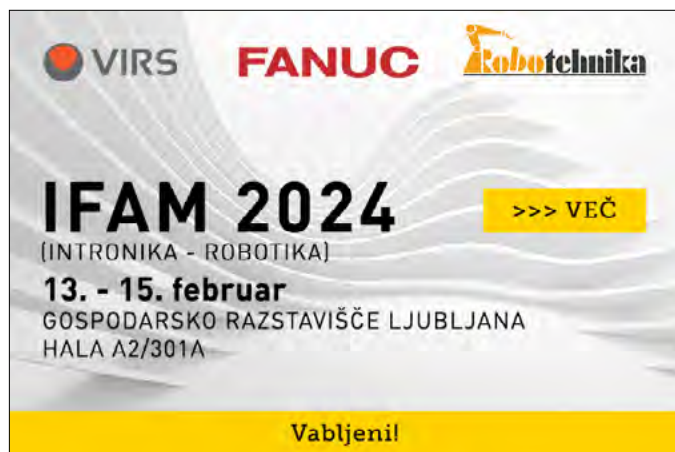 VIRS
FANUC
Robotehnika
IFAM 2024
>>> VEČ
(INTRONIKA - ROBOTIKA)
13. - 15. februar
GOSPODARSKO RAZSTAVIŠČE LJUBLJANA
HALA A2/301A
Vabljeni!